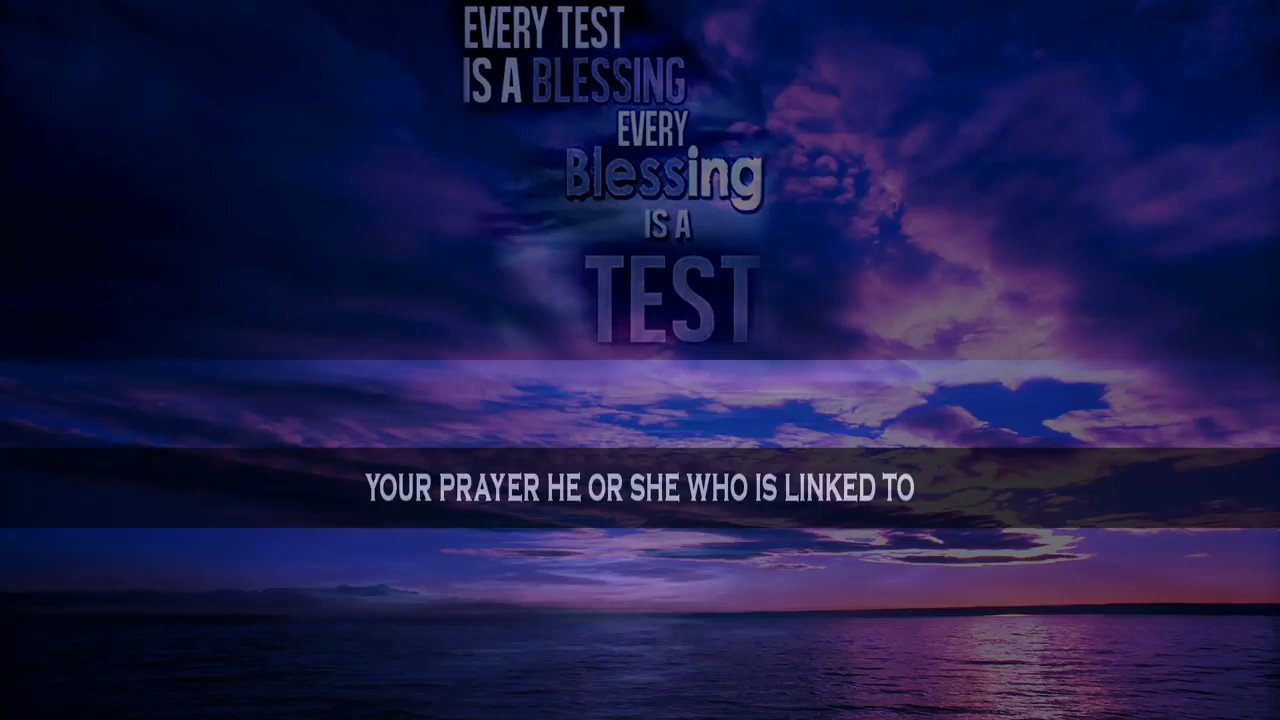 EVERY TEST
IS A BLESSING
EVERY
Blessing
IS A
TEST
YOUR PRAYER HE OR SHE WHO IS LINKED TO